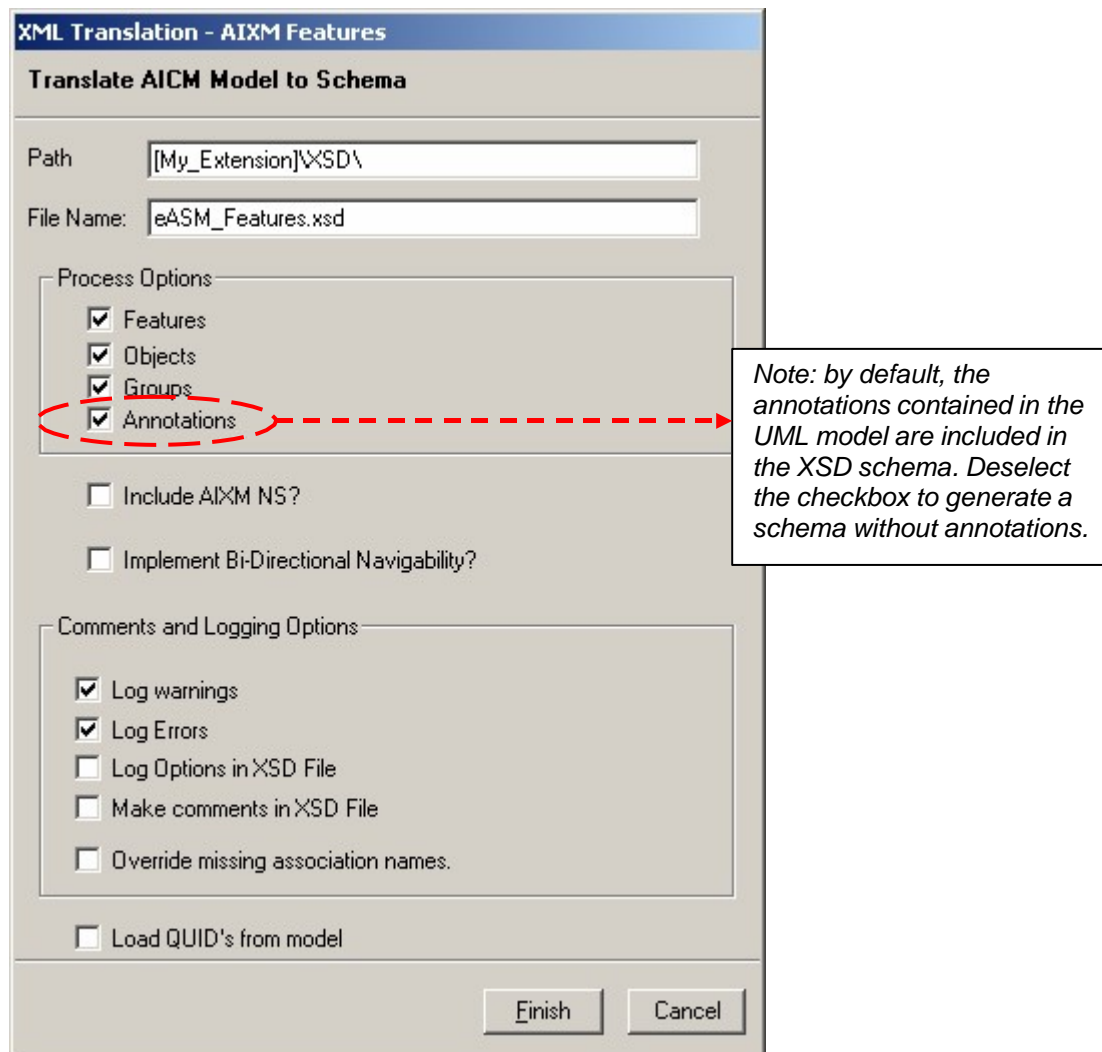 XML Translation - AIXM Features
Translate AICM Model to Schema
Path [My_Extension]\XSD\
File Name: eASM_Features.xsd
Process Options
Features
Objects
Groups
Annotations
Note: by default, the
annotations contained in the
UML model are included in
the XSD schema. Deselect
the checkbox to generate a
schema without annotations.
Include AIXM NS?
Implement Bi-Directional Navigability?
Comments and Logging Options
Log warnings
Log Errors
Log Options in XSD File
Make comments in XSD File
Override missing association names.
Load QUID's from model
Finish Cancel